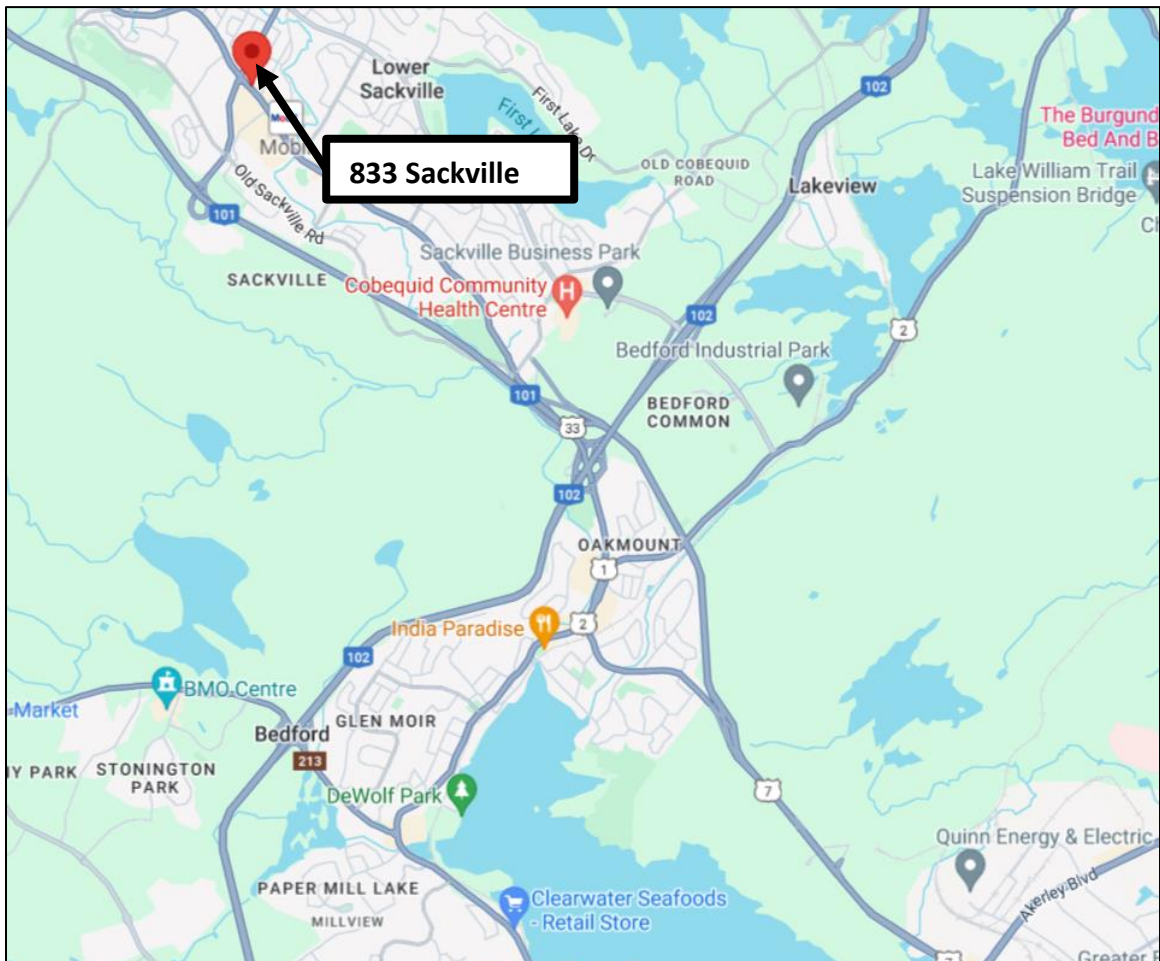 Lower
Sackville
First Lake Dr
102
The Burgund
Bed And B
833 Sackville
OLD COBEQUID
ROAD
Lakeview
Lake William Trail
Suspension Bridge
Old Sackville Rd
101
Sackville Business Park
SACKVILLE
Cobequid Community
Health Centre
H
102
2
Bedford Industrial Park
101
BEDFORD
COMMON
33
102
OAKMOUNT
1
India Paradise
2
102
BMO Centre
Market
GLEN MOIR
Bedford
213
STONINGTON
PARK
DeWolf Park
7
Quinn Energy & Electric
PAPER MILL LAKE
MILLVIEW
Clearwater Seafoods
- Retail Store
Akerley Blvd
Greater